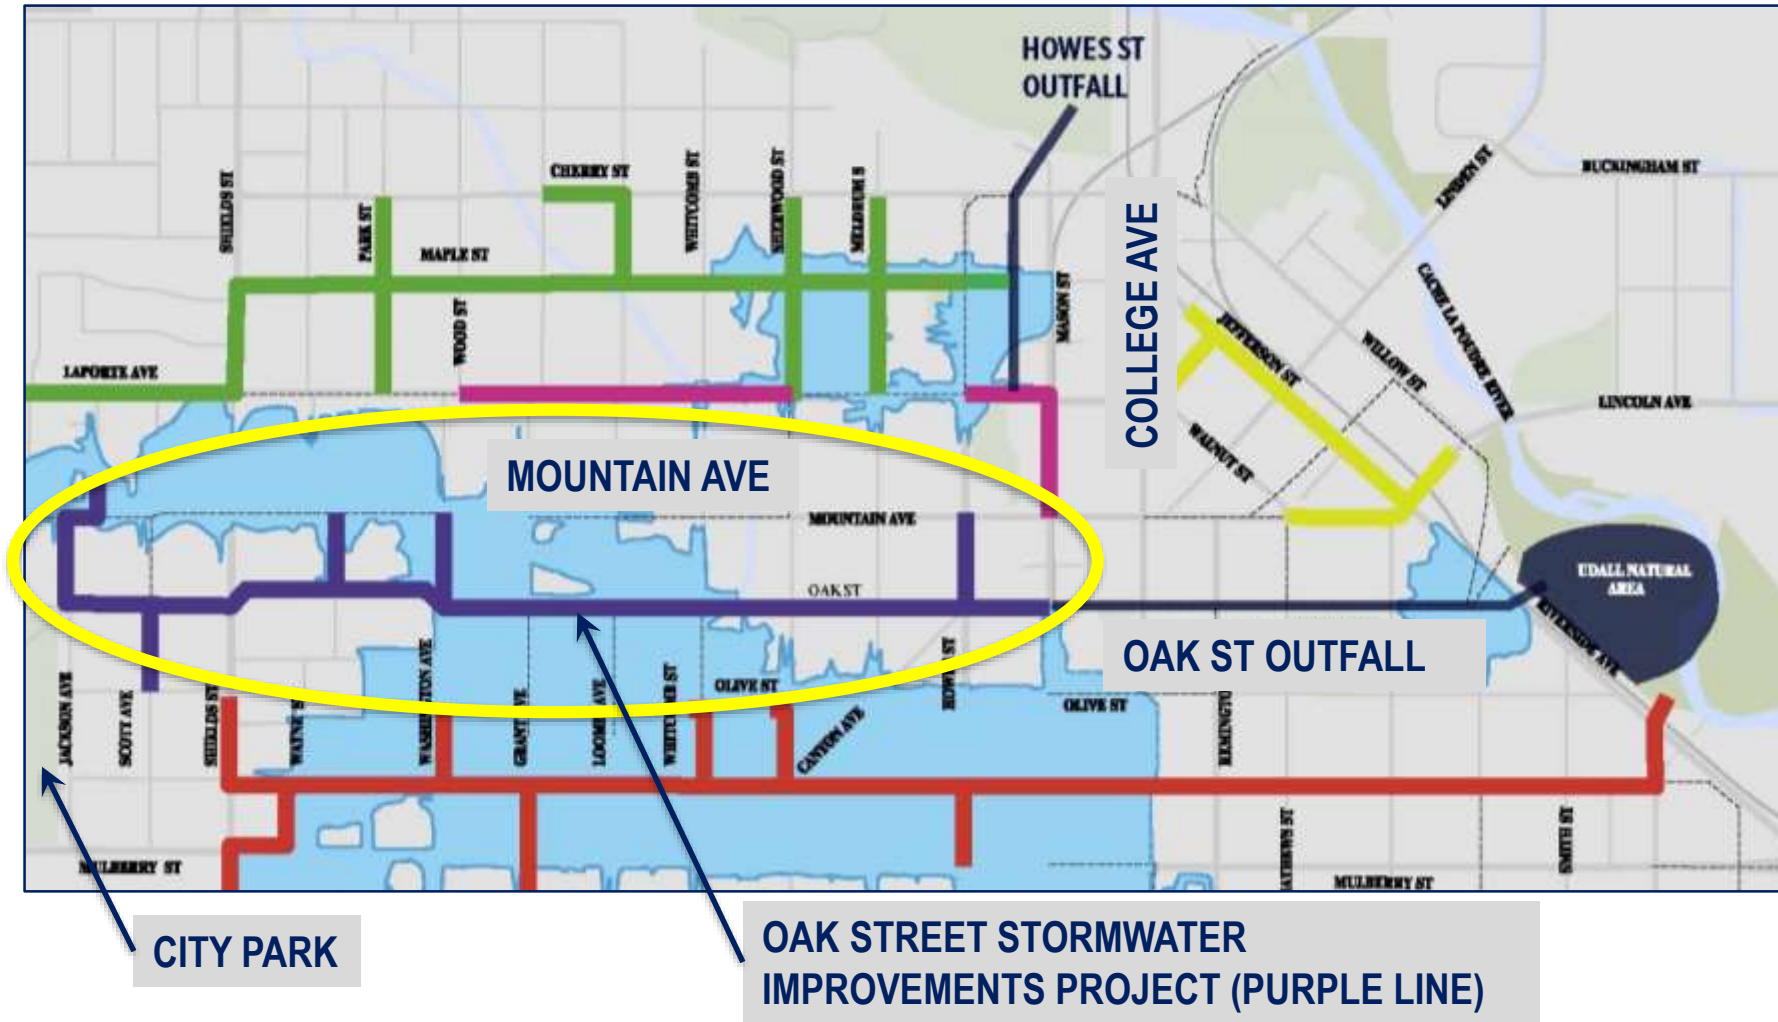 HOWES ST
OUTFALL
CHERRY ST
SHIELDS ST
PARK ST
MAPLE ST
WOOD ST
WHITCOMB ST
SHERWOOD ST
MELDRUM S
MASON ST
COLLEGE AVE
LINDEN ST
BUCKINGHAM ST
CACHE LA POUDRE RIVER
JEFFERSON ST
WILLOW ST
WALNUT ST
LINCOLN AVE
LAPORTE AVE
MOUNTAIN AVE
MOUNTAIN AVE
OAK ST
UDALL NATURAL
AREA
RIVERSIDE AVE
OAK ST OUTFALL
JACKSON AVE
SCOTT AVE
SHIELDS ST
WAYNE S
WASHINGTON AVE
GRANT AVE
LOOMIS AVE
WHITCOMB ST
OLIVE ST
CANYON AVE
HOWES ST
OLIVE ST
REMINGTO
MULBERRY ST
ATHEWS ST
SMITH ST
MULBERRY ST
CITY PARK
OAK STREET STORMWATER
IMPROVEMENTS PROJECT (PURPLE LINE)